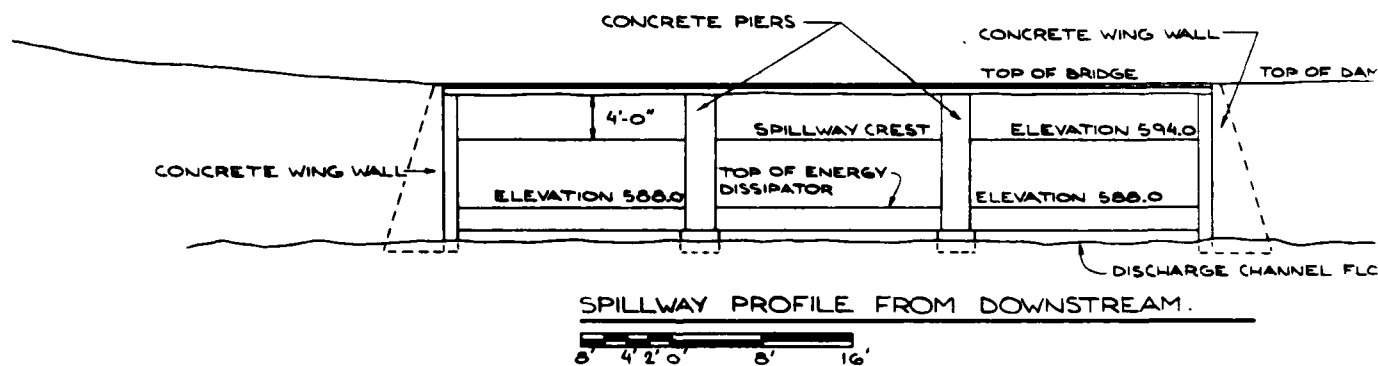 CONCRETE PIERS
CONCRETE WING WALL
TOP OF BRIDGE
TOP OF DAM
4'-0"
SPILLWAY CREST
ELEVATION 594.0
CONCRETE WING WALL
TOP OF ENERGY
DISSIPATOR
ELEVATION 588.0
ELEVATION 588.0
DISCHARGE CHANNEL FLO
SPILLWAY PROFILE FROM DOWNSTREAM.
8' 4' 2' 0' 8' 16'